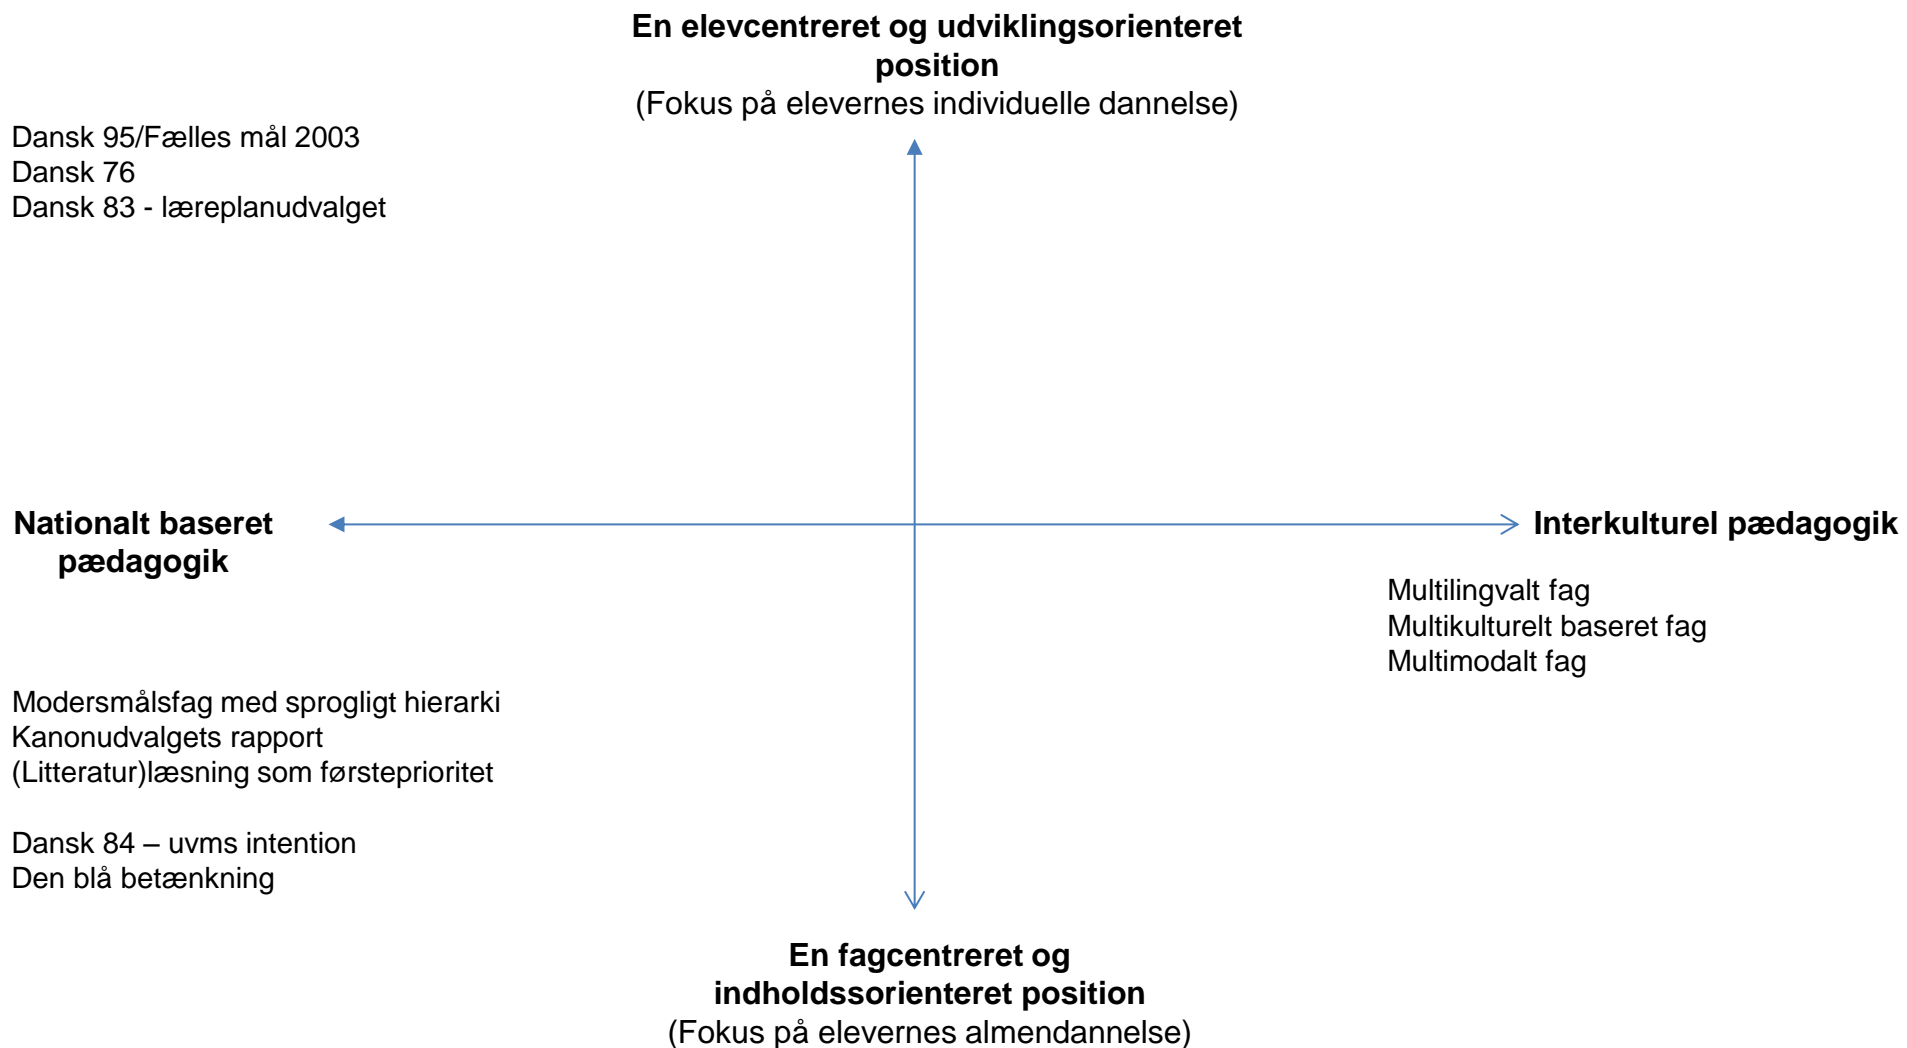 En elevcentreret og udviklingsorienteret
position
(Fokus på elevernes individuelle dannelse)
Dansk 95/Fælles mål 2003
Dansk 76
Dansk 83 - læreplanudvalget
Nationalt baseret
pædagogik
Interkulturel pædagogik
Multilingvalt fag
Multikulturelt baseret fag
Multimodalt fag
Modersmålsfag med sprogligt hierarki
Kanonudvalgets rapport
(Litteratur)læsning som førsteprioritet
Dansk 84 – uvms intention
Den blå betænkning
En fagcentreret og
indholdssorienteret position
(Fokus på elevernes almendannelse)